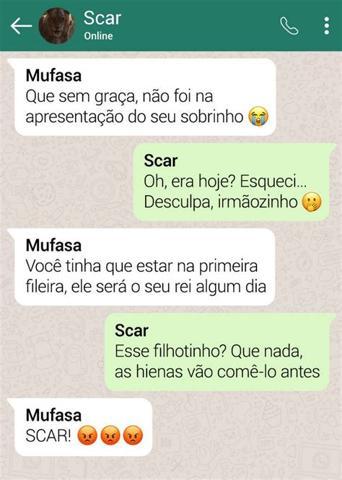 Scar
Online
Mufasa
Que sem graça, não foi na
apresentação do seu sobrinho 😭
Scar
Oh, era hoje? Esqueci...
Desculpa, irmãozinho 🤭
Mufasa
Você tinha que estar na primeira
fileira, ele será o seu rei algum dia
Scar
Esse filhotinho? Que nada,
as hienas vão comê-lo antes
Mufasa
SCAR! 😡😡😡